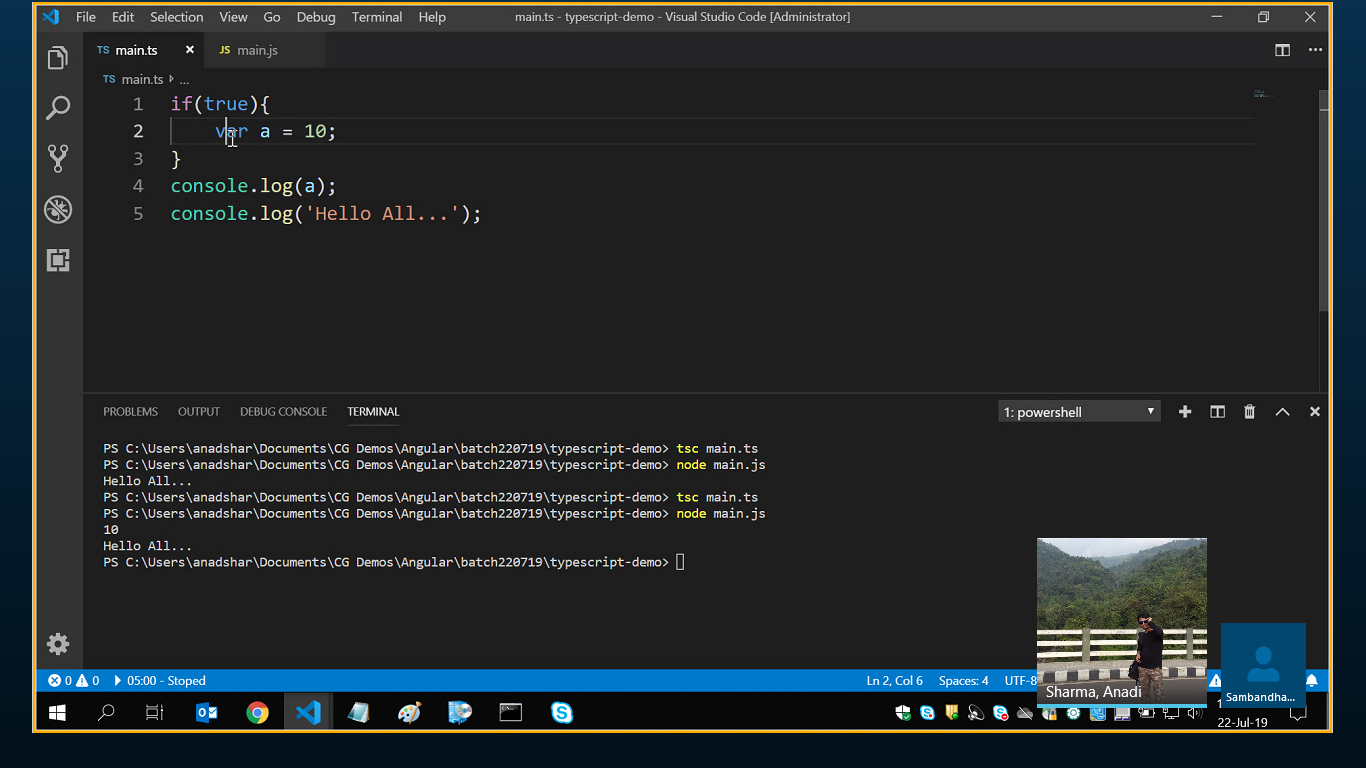 File Edit Selection View Go Debug Terminal Help main.ts - typescript-demo - Visual Studio Code [Administrator]
TS main.ts JS main.js
TS main.ts ...
1 if(true){
2 var a = 10;
3 }
4 console.log(a);
5 console.log('Hello All...');
PROBLEMS OUTPUT DEBUG CONSOLE TERMINAL 1: powershell
PS C:\Users\anadshar\Documents\CG Demos\Angular\batch220719\typescript-demo> tsc main.ts
PS C:\Users\anadshar\Documents\CG Demos\Angular\batch220719\typescript-demo> node main.js
Hello All...
PS C:\Users\anadshar\Documents\CG Demos\Angular\batch220719\typescript-demo> tsc main.ts
PS C:\Users\anadshar\Documents\CG Demos\Angular\batch220719\typescript-demo> node main.js
10
Hello All...
PS C:\Users\anadshar\Documents\CG Demos\Angular\batch220719\typescript-demo>
Sharma, Anadi
Sambandha...
0 0 05:00 - Stoped Ln 2, Col 6 Spaces: 4 UTF-8
22-Jul-19